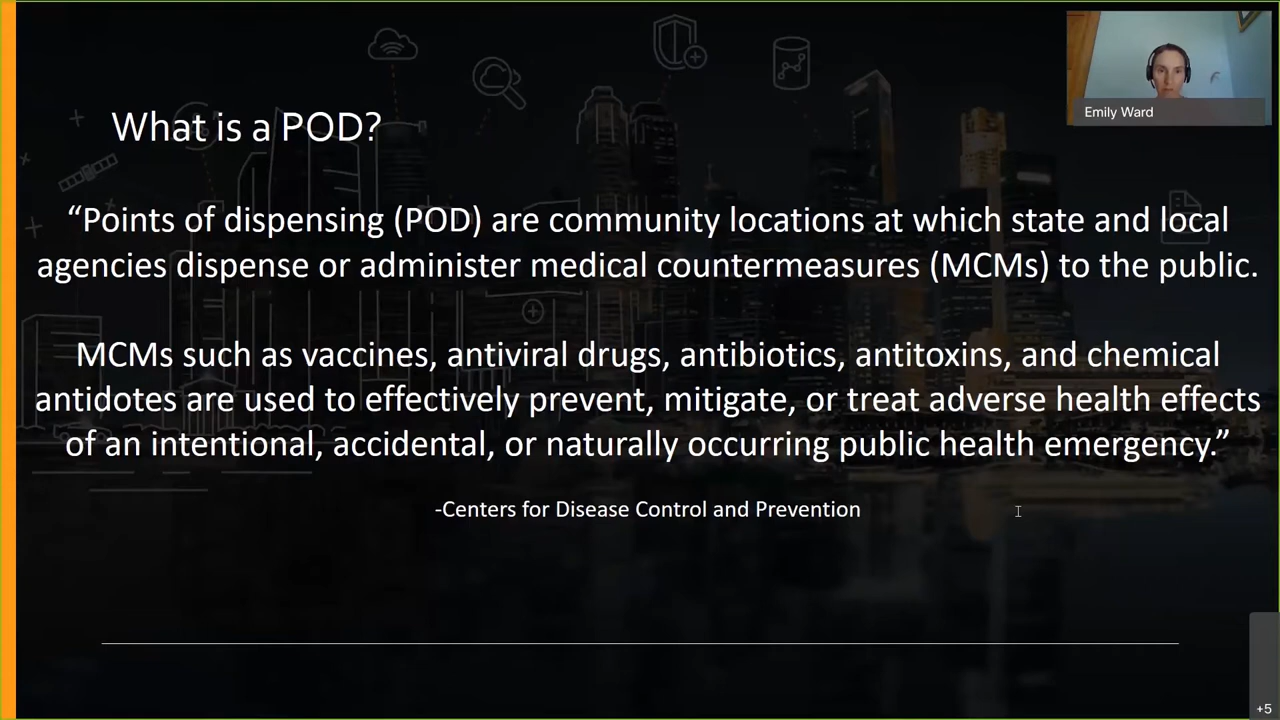 Emily Ward
What is a POD?
“Points of dispensing (POD) are community locations at which state and local
agencies dispense or administer medical countermeasures (MCMs) to the public.
MCMs such as vaccines, antiviral drugs, antibiotics, antitoxins, and chemical
antidotes are used to effectively prevent, mitigate, or treat adverse health effects
of an intentional, accidental, or naturally occurring public health emergency.”
-Centers for Disease Control and Prevention
+5